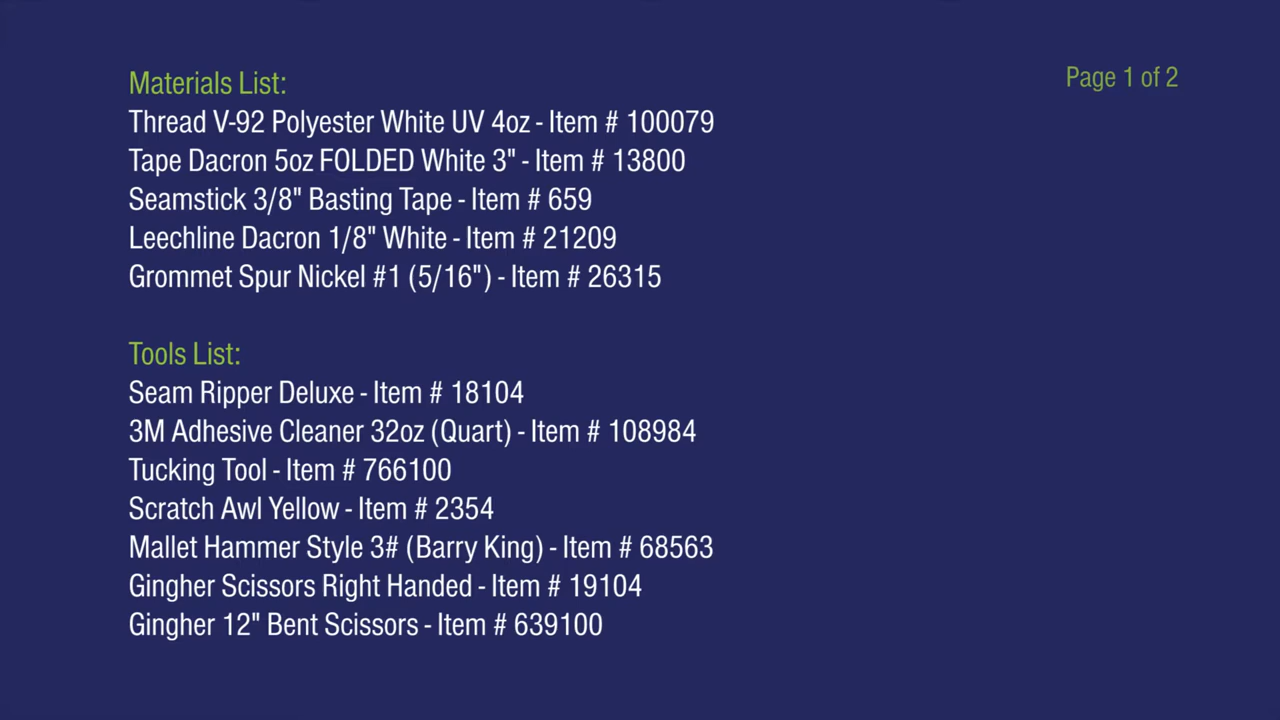 Page 1 of 2
Materials List:
Thread V-92 Polyester White UV 4oz - Item # 100079
Tape Dacron 5oz FOLDED White 3" - Item # 13800
Seamstick 3/8" Basting Tape - Item # 659
Leechline Dacron 1/8" White - Item # 21209
Grommet Spur Nickel #1 (5/16") - Item # 26315
Tools List:
Seam Ripper Deluxe - Item # 18104
3M Adhesive Cleaner 32oz (Quart) - Item # 108984
Tucking Tool - Item # 766100
Scratch Awl Yellow - Item # 2354
Mallet Hammer Style 3# (Barry King) - Item # 68563
Gingher Scissors Right Handed - Item # 19104
Gingher 12" Bent Scissors - Item # 639100